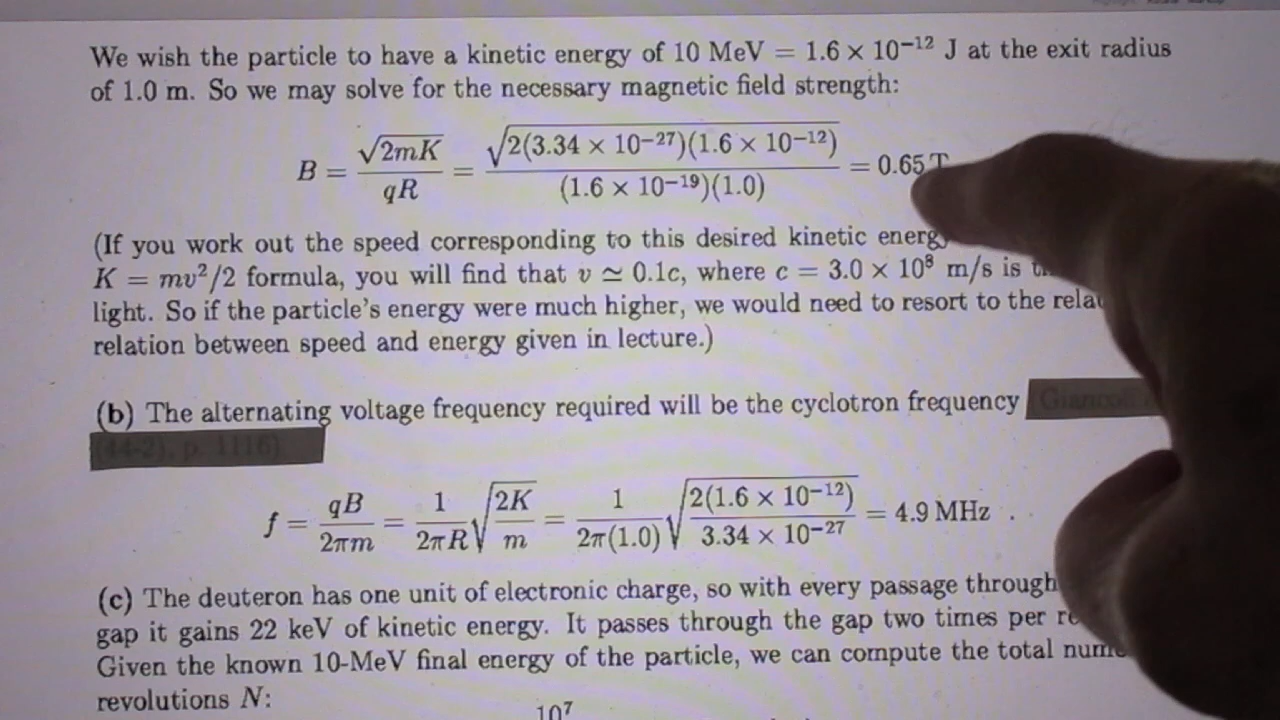 We wish the particle to have a kinetic energy of 10 MeV = 1.6 × 10⁻¹² J at the exit radius
of 1.0 m. So we may solve for the necessary magnetic field strength:
B = √(2mK) / qR = √(2(3.34 × 10⁻²⁷)(1.6 × 10⁻¹²)) / (1.6 × 10⁻¹⁹)(1.0) = 0.65 T
(If you work out the speed corresponding to this desired kinetic energy
K = mv²/2 formula, you will find that v ≃ 0.1c, where c = 3.0 × 10⁸ m/s is
light. So if the particle's energy were much higher, we would need to resort to the
relation between speed and energy given in lecture.)
(b) The alternating voltage frequency required will be the cyclotron frequency
(44-2), p. 1116)
f = qB / 2πm = 1 / 2πR √(2K / m) = 1 / 2π(1.0) √(2(1.6 × 10⁻¹²) / 3.34 × 10⁻²⁷) = 4.9 MHz .
(c) The deuteron has one unit of electronic charge, so with every passage through
gap it gains 22 keV of kinetic energy. It passes through the gap two times per
Given the known 10-MeV final energy of the particle, we can compute the total
revolutions N:
10⁷